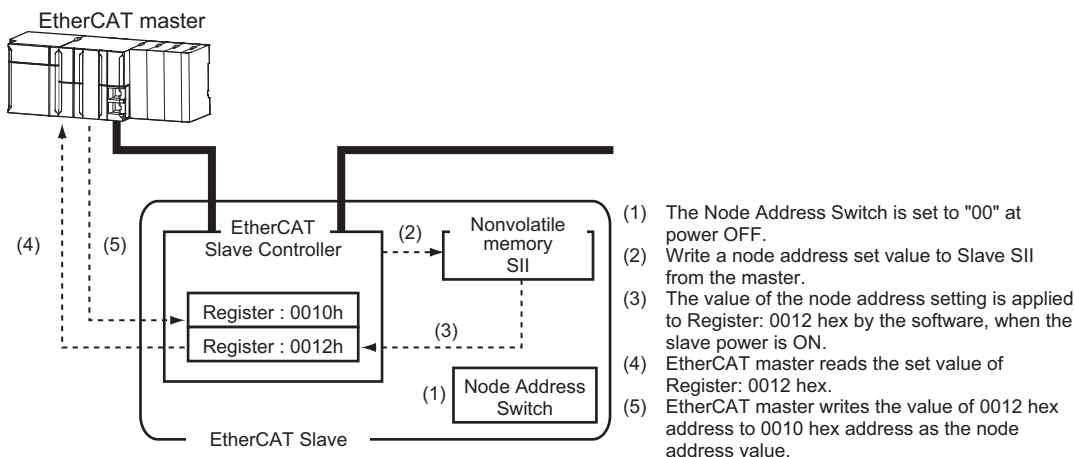 EtherCAT master
(4)
(5)
EtherCAT
Slave Controller
(2)
Nonvolatile
memory
SII
Register : 0010h
Register : 0012h
(3)
(1)
Node Address
Switch
EtherCAT Slave
(1) The Node Address Switch is set to "00" at
power OFF.
(2) Write a node address set value to Slave SII
from the master.
(3) The value of the node address setting is applied
to Register: 0012 hex by the software, when the
slave power is ON.
(4) EtherCAT master reads the set value of
Register: 0012 hex.
(5) EtherCAT master writes the value of 0012 hex
address to 0010 hex address as the node
address value.